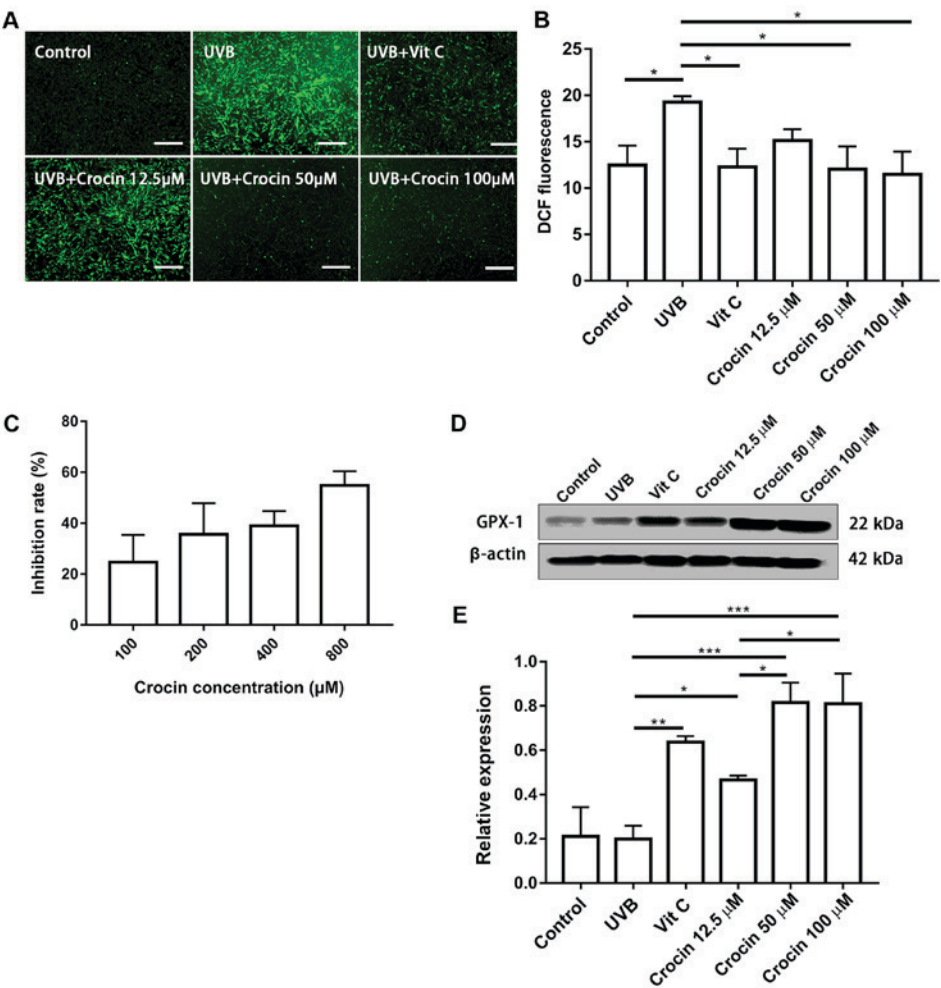 A
Control
UVB
UVB+Vit C
UVB+Crocin 12.5μM
UVB+Crocin 50μM
UVB+Crocin 100μM
B
DCF fluorescence
25
20
15
10
5
0
*
*
*
*
Control
UVB
Vit C
Crocin 12.5 μM
Crocin 50 μM
Crocin 100 μM
C
Inhibition rate (%)
80
60
40
20
0
100
200
400
800
Crocin concentration (μM)
D
Control
UVB
Vit C
Crocin 12.5 μM
Crocin 50 μM
Crocin 100 μM
GPX-1
22 kDa
β-actin
42 kDa
E
Relative expression
1.0
0.8
0.6
0.4
0.2
0.0
***
*
***
*
*
**
Control
UVB
Vit C
Crocin 12.5 μM
Crocin 50 μM
Crocin 100 μM